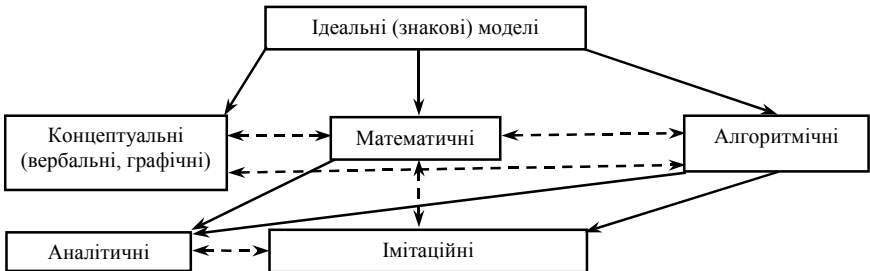 Ідеальні (знакові) моделі
Концептуальні
(вербальні, графічні)
Математичні
Алгоритмічні
Аналітичні
Імітаційні